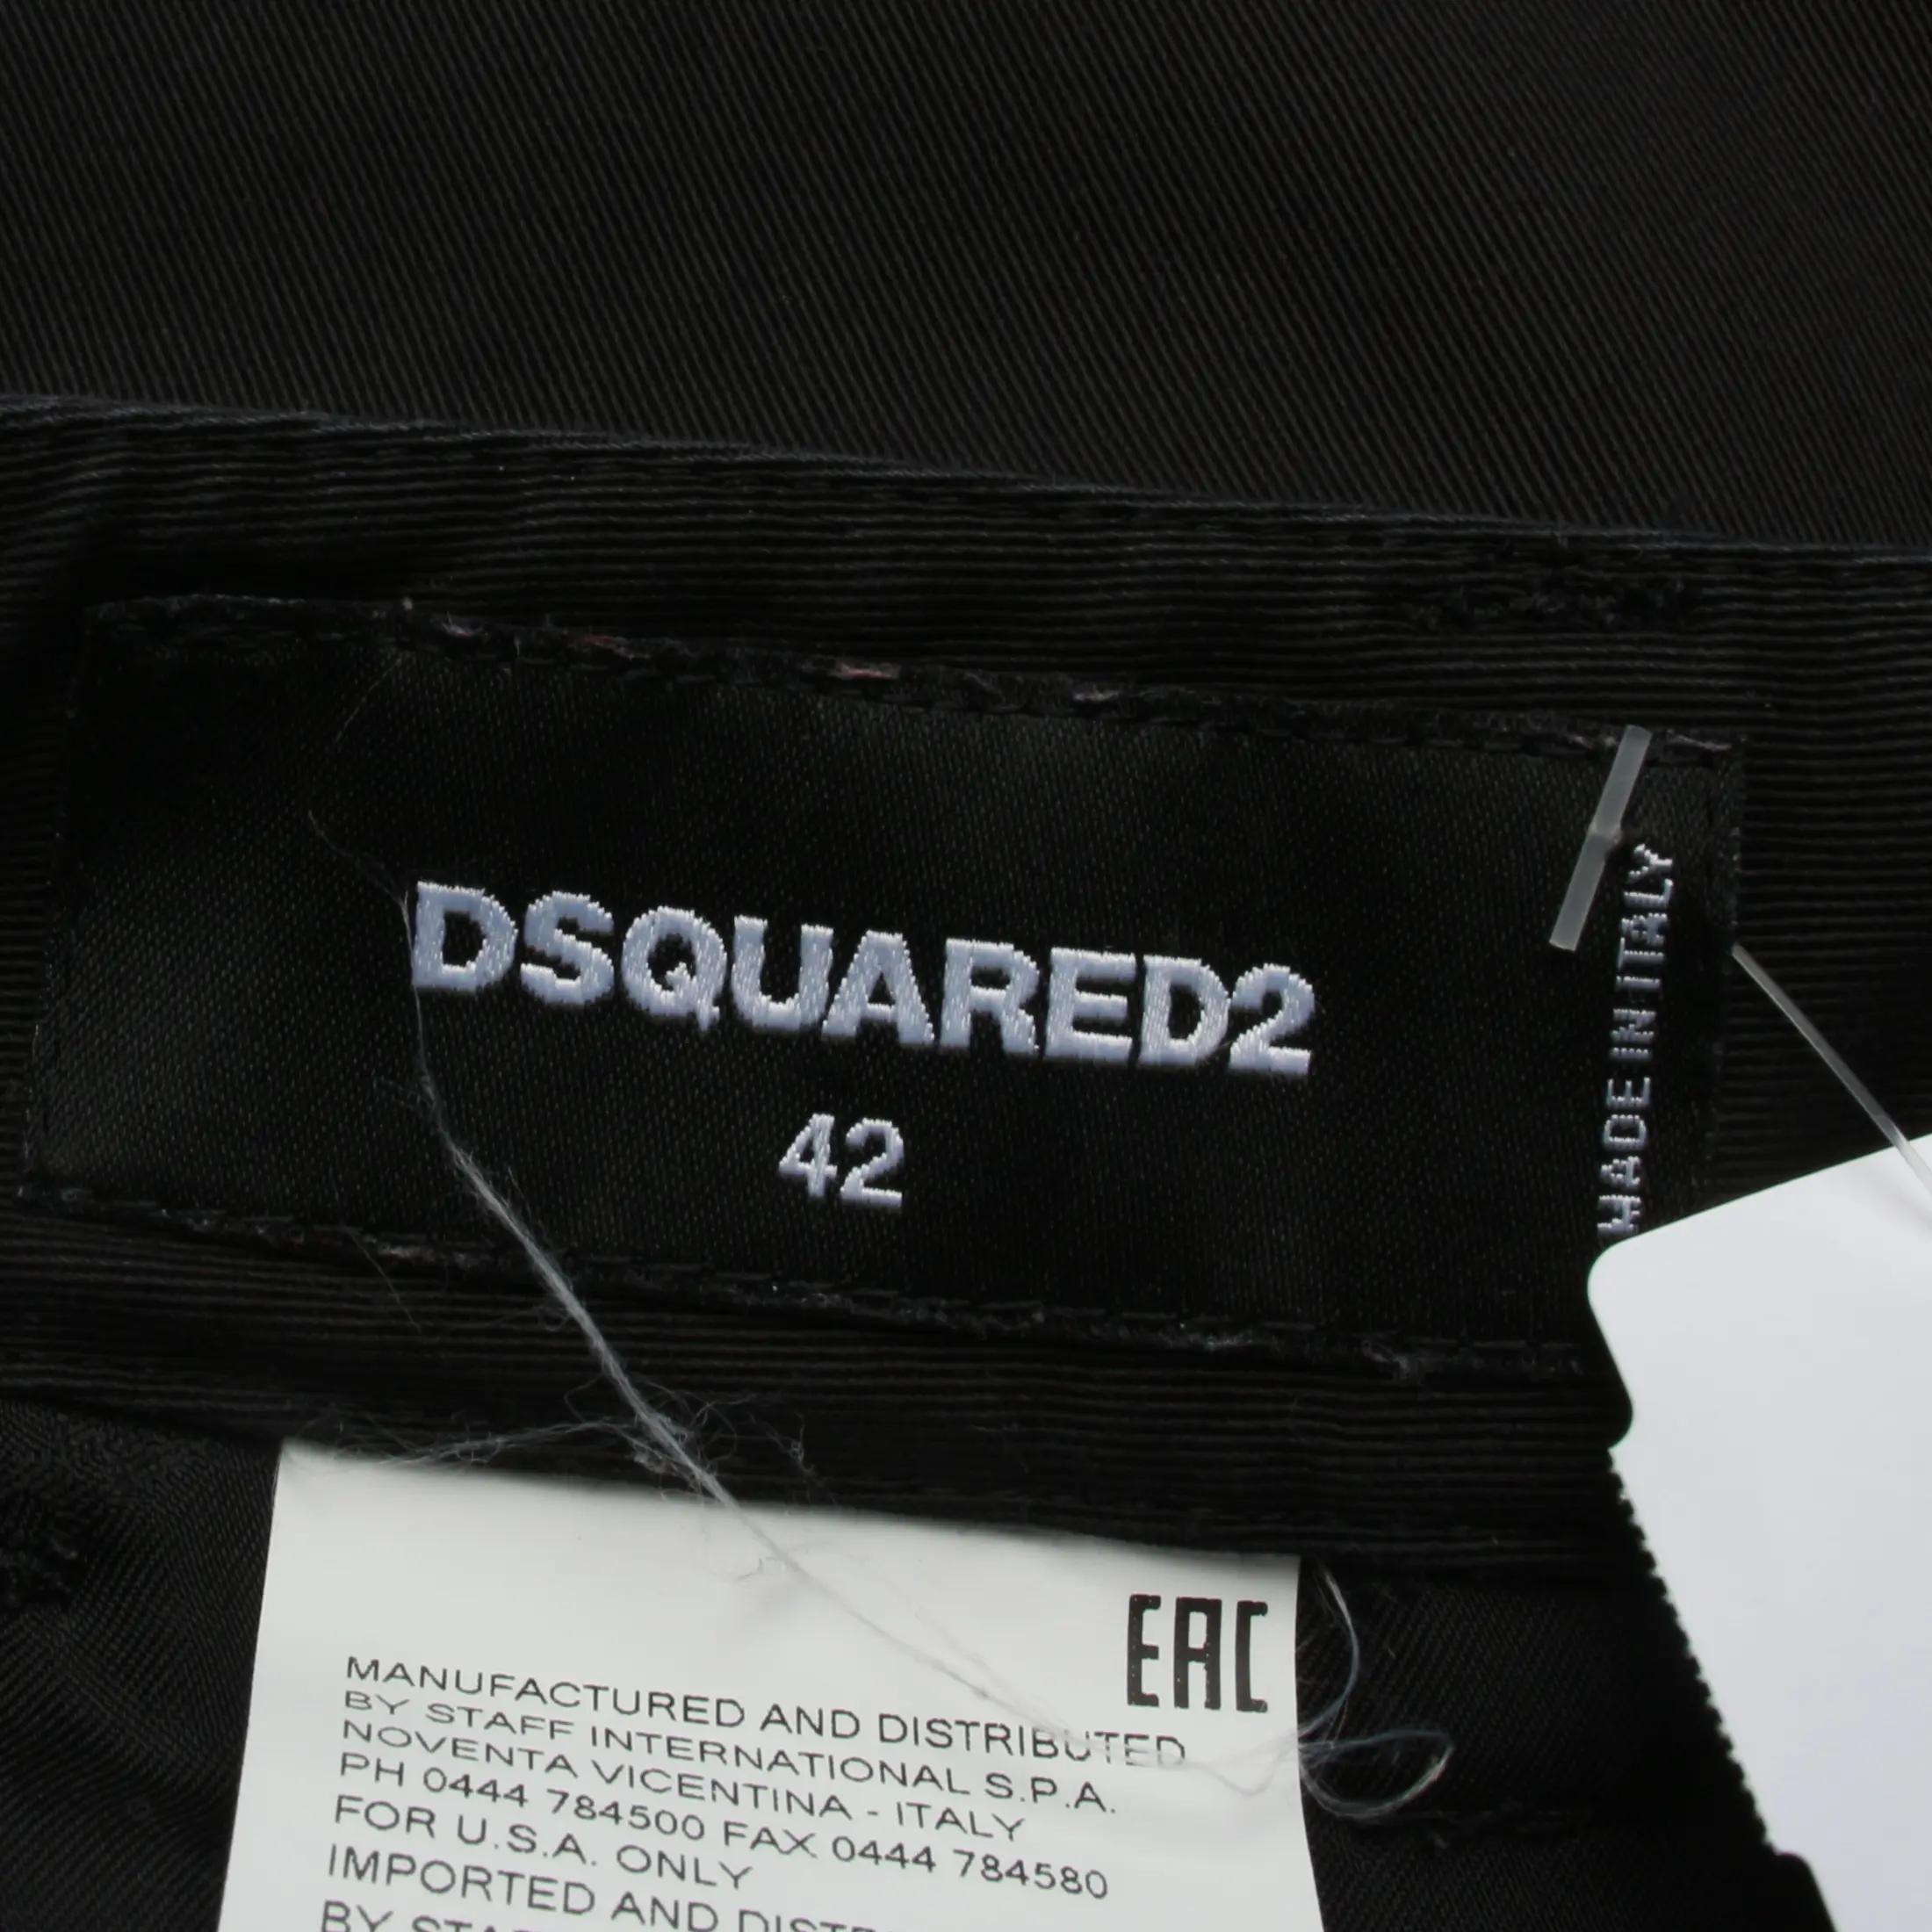 DSQUARED2
42
MADE IN ITALY
EAC
MANUFACTURED AND DISTRIBUTED
BY STAFF INTERNATIONAL S.P.A.
NOVENTA VICENTINA - ITALY
PH 0444 784500 FAX 0444 784580
FOR U.S.A. ONLY
IMPORTED AND
BY